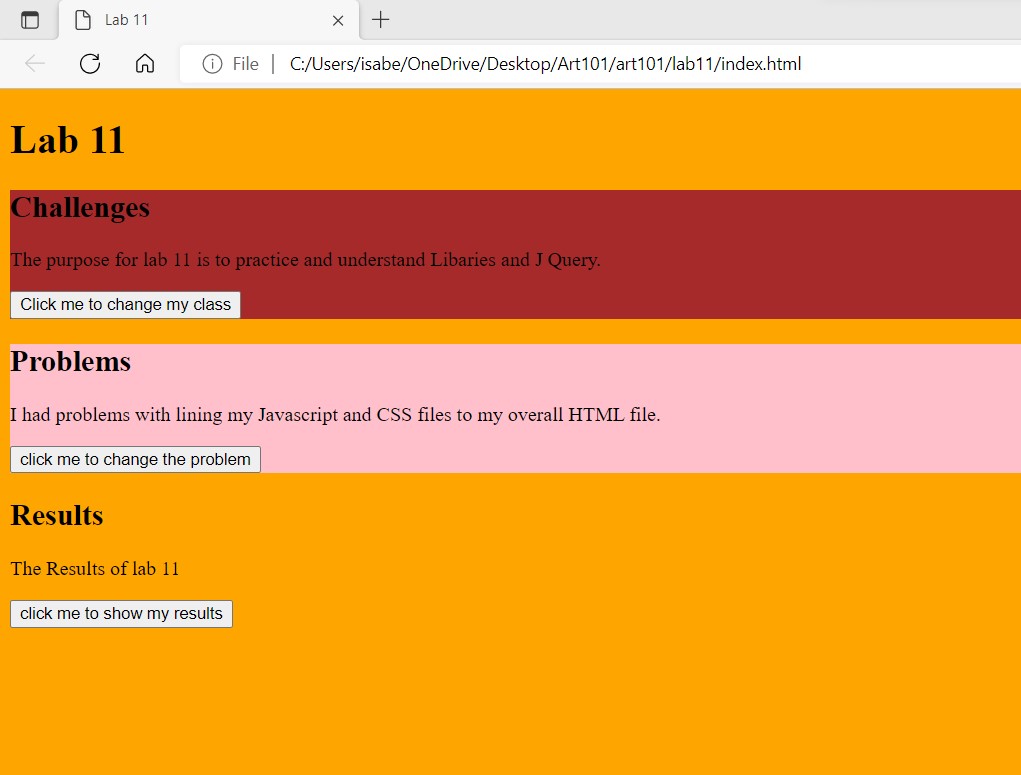 Lab 11
File
C:/Users/isabe/OneDrive/Desktop/Art101/art101/lab11/index.html
Lab 11
Challenges
The purpose for lab 11 is to practice and understand Libaries and J Query.
Click me to change my class
Problems
I had problems with lining my Javascript and CSS files to my overall HTML file.
click me to change the problem
Results
The Results of lab 11
click me to show my results